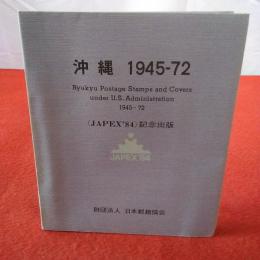 沖縄 1945-72
Ryukyu Postage Stamps and Covers
under U.S. Administration
1945-72
〈JAPEX'84〉記念出版
JAPEX'84
財団法人 日本郵趣協会